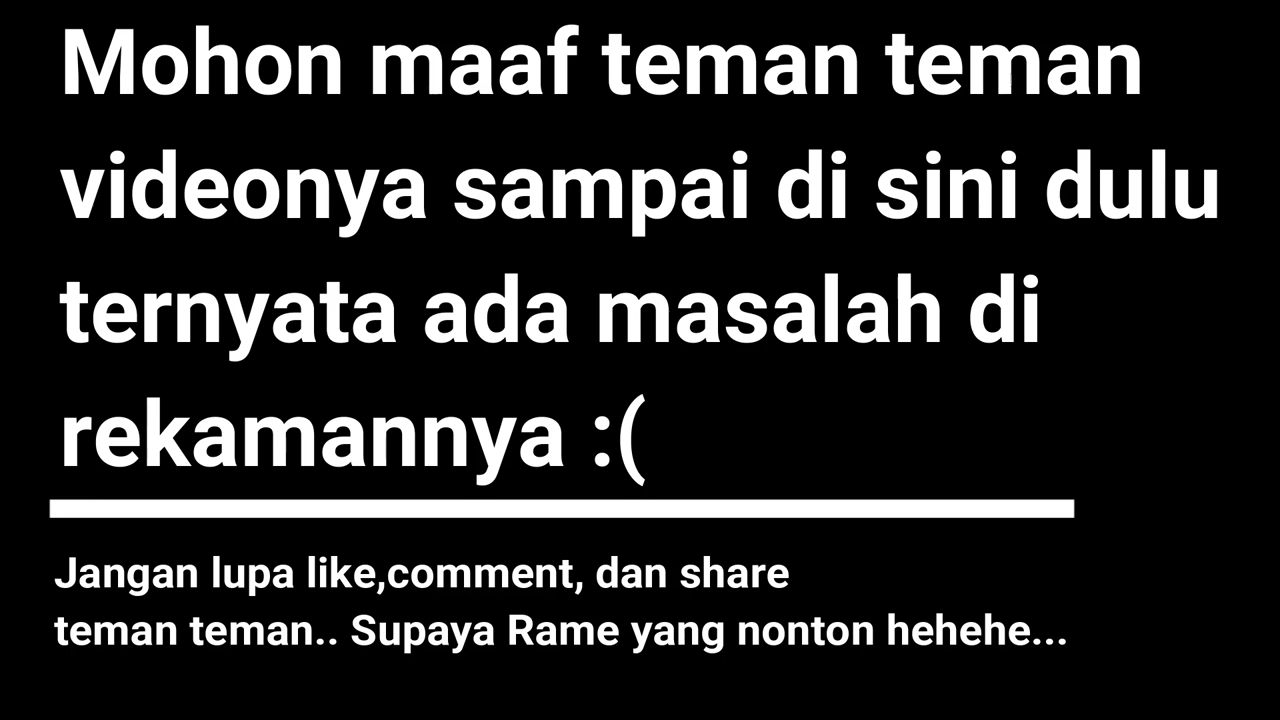 Mohon maaf teman teman
videonya sampai di sini dulu
ternyata ada masalah di
rekamannya :(
Jangan lupa like,comment, dan share
teman teman.. Supaya Rame yang nonton hehehe...